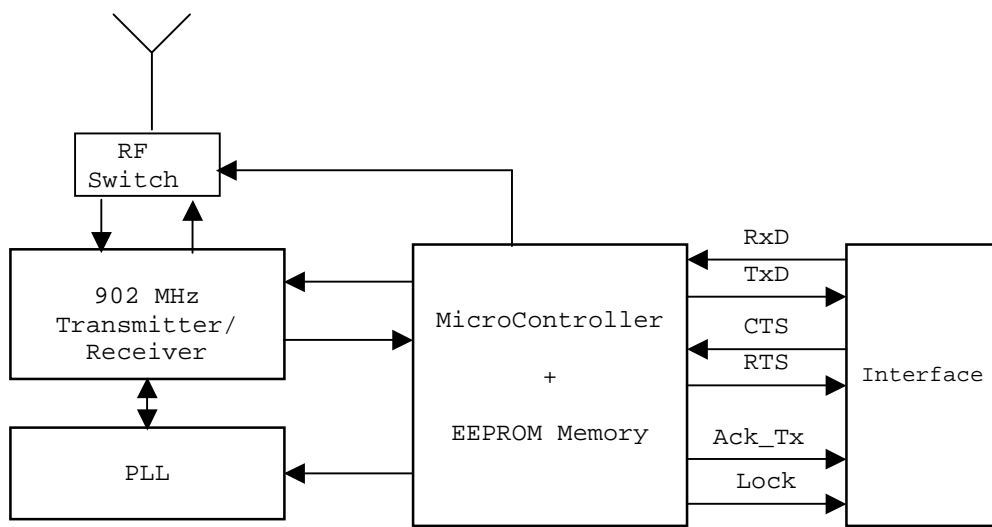 RF
Switch
902 MHz
Transmitter/
Receiver
PLL
MicroController
+
EEPROM Memory
RxD
TxD
CTS
RTS
Ack_Tx
Lock
Interface